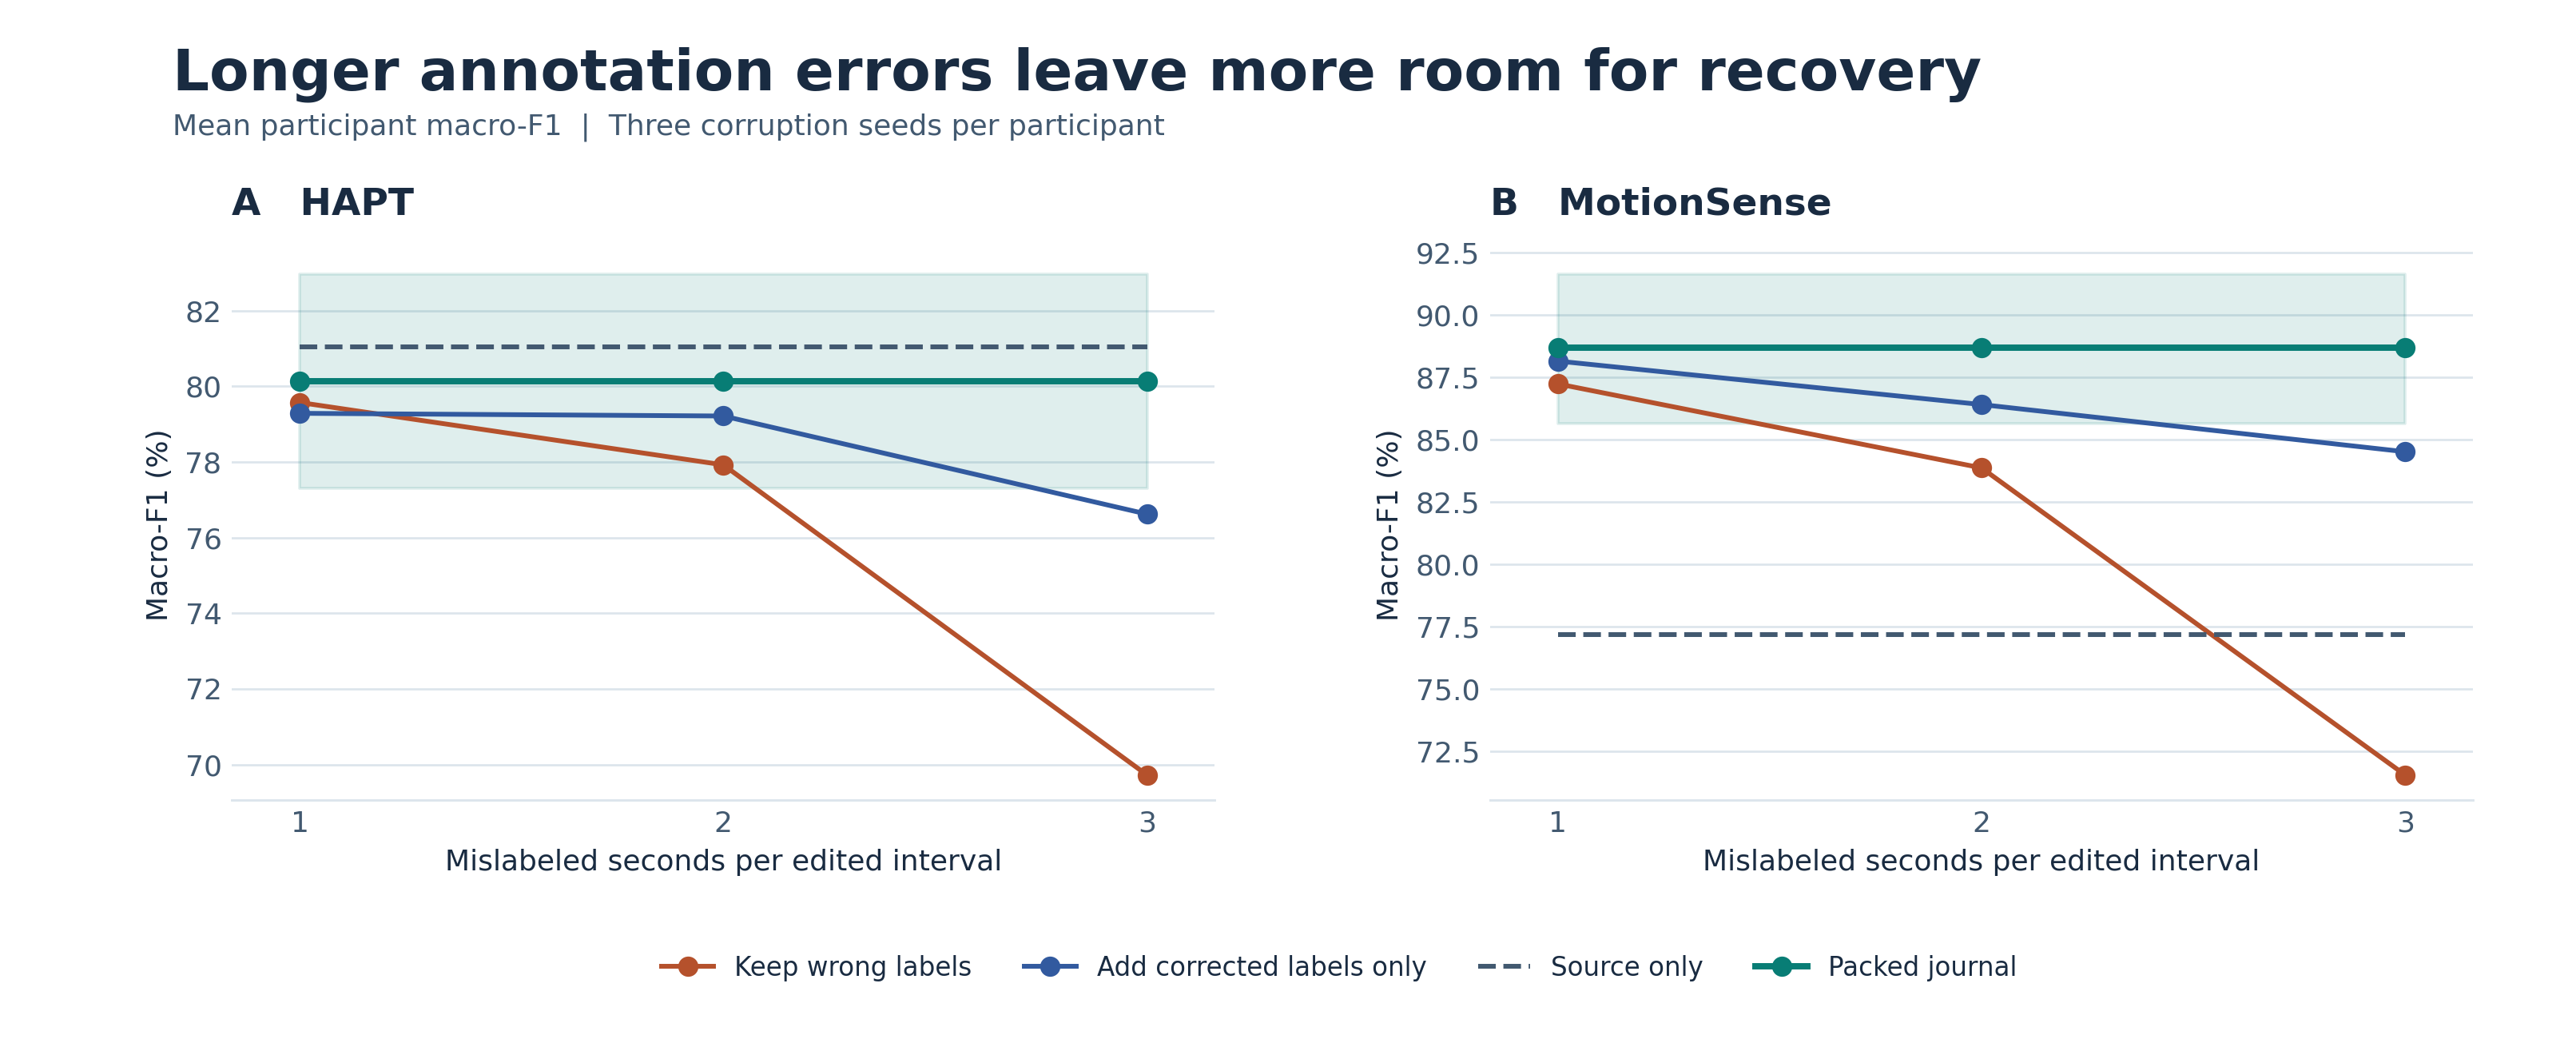 Longer annotation errors leave more room for recovery
Mean participant macro-F1 | Three corruption seeds per participant
A HAPT
Macro-F1 (%)
82
80
78
76
74
72
70
1 2 3
Mislabeled seconds per edited interval
B MotionSense
Macro-F1 (%)
92.5
90.0
87.5
85.0
82.5
80.0
77.5
75.0
72.5
1 2 3
Mislabeled seconds per edited interval
Keep wrong labels Add corrected labels only Source only Packed journal